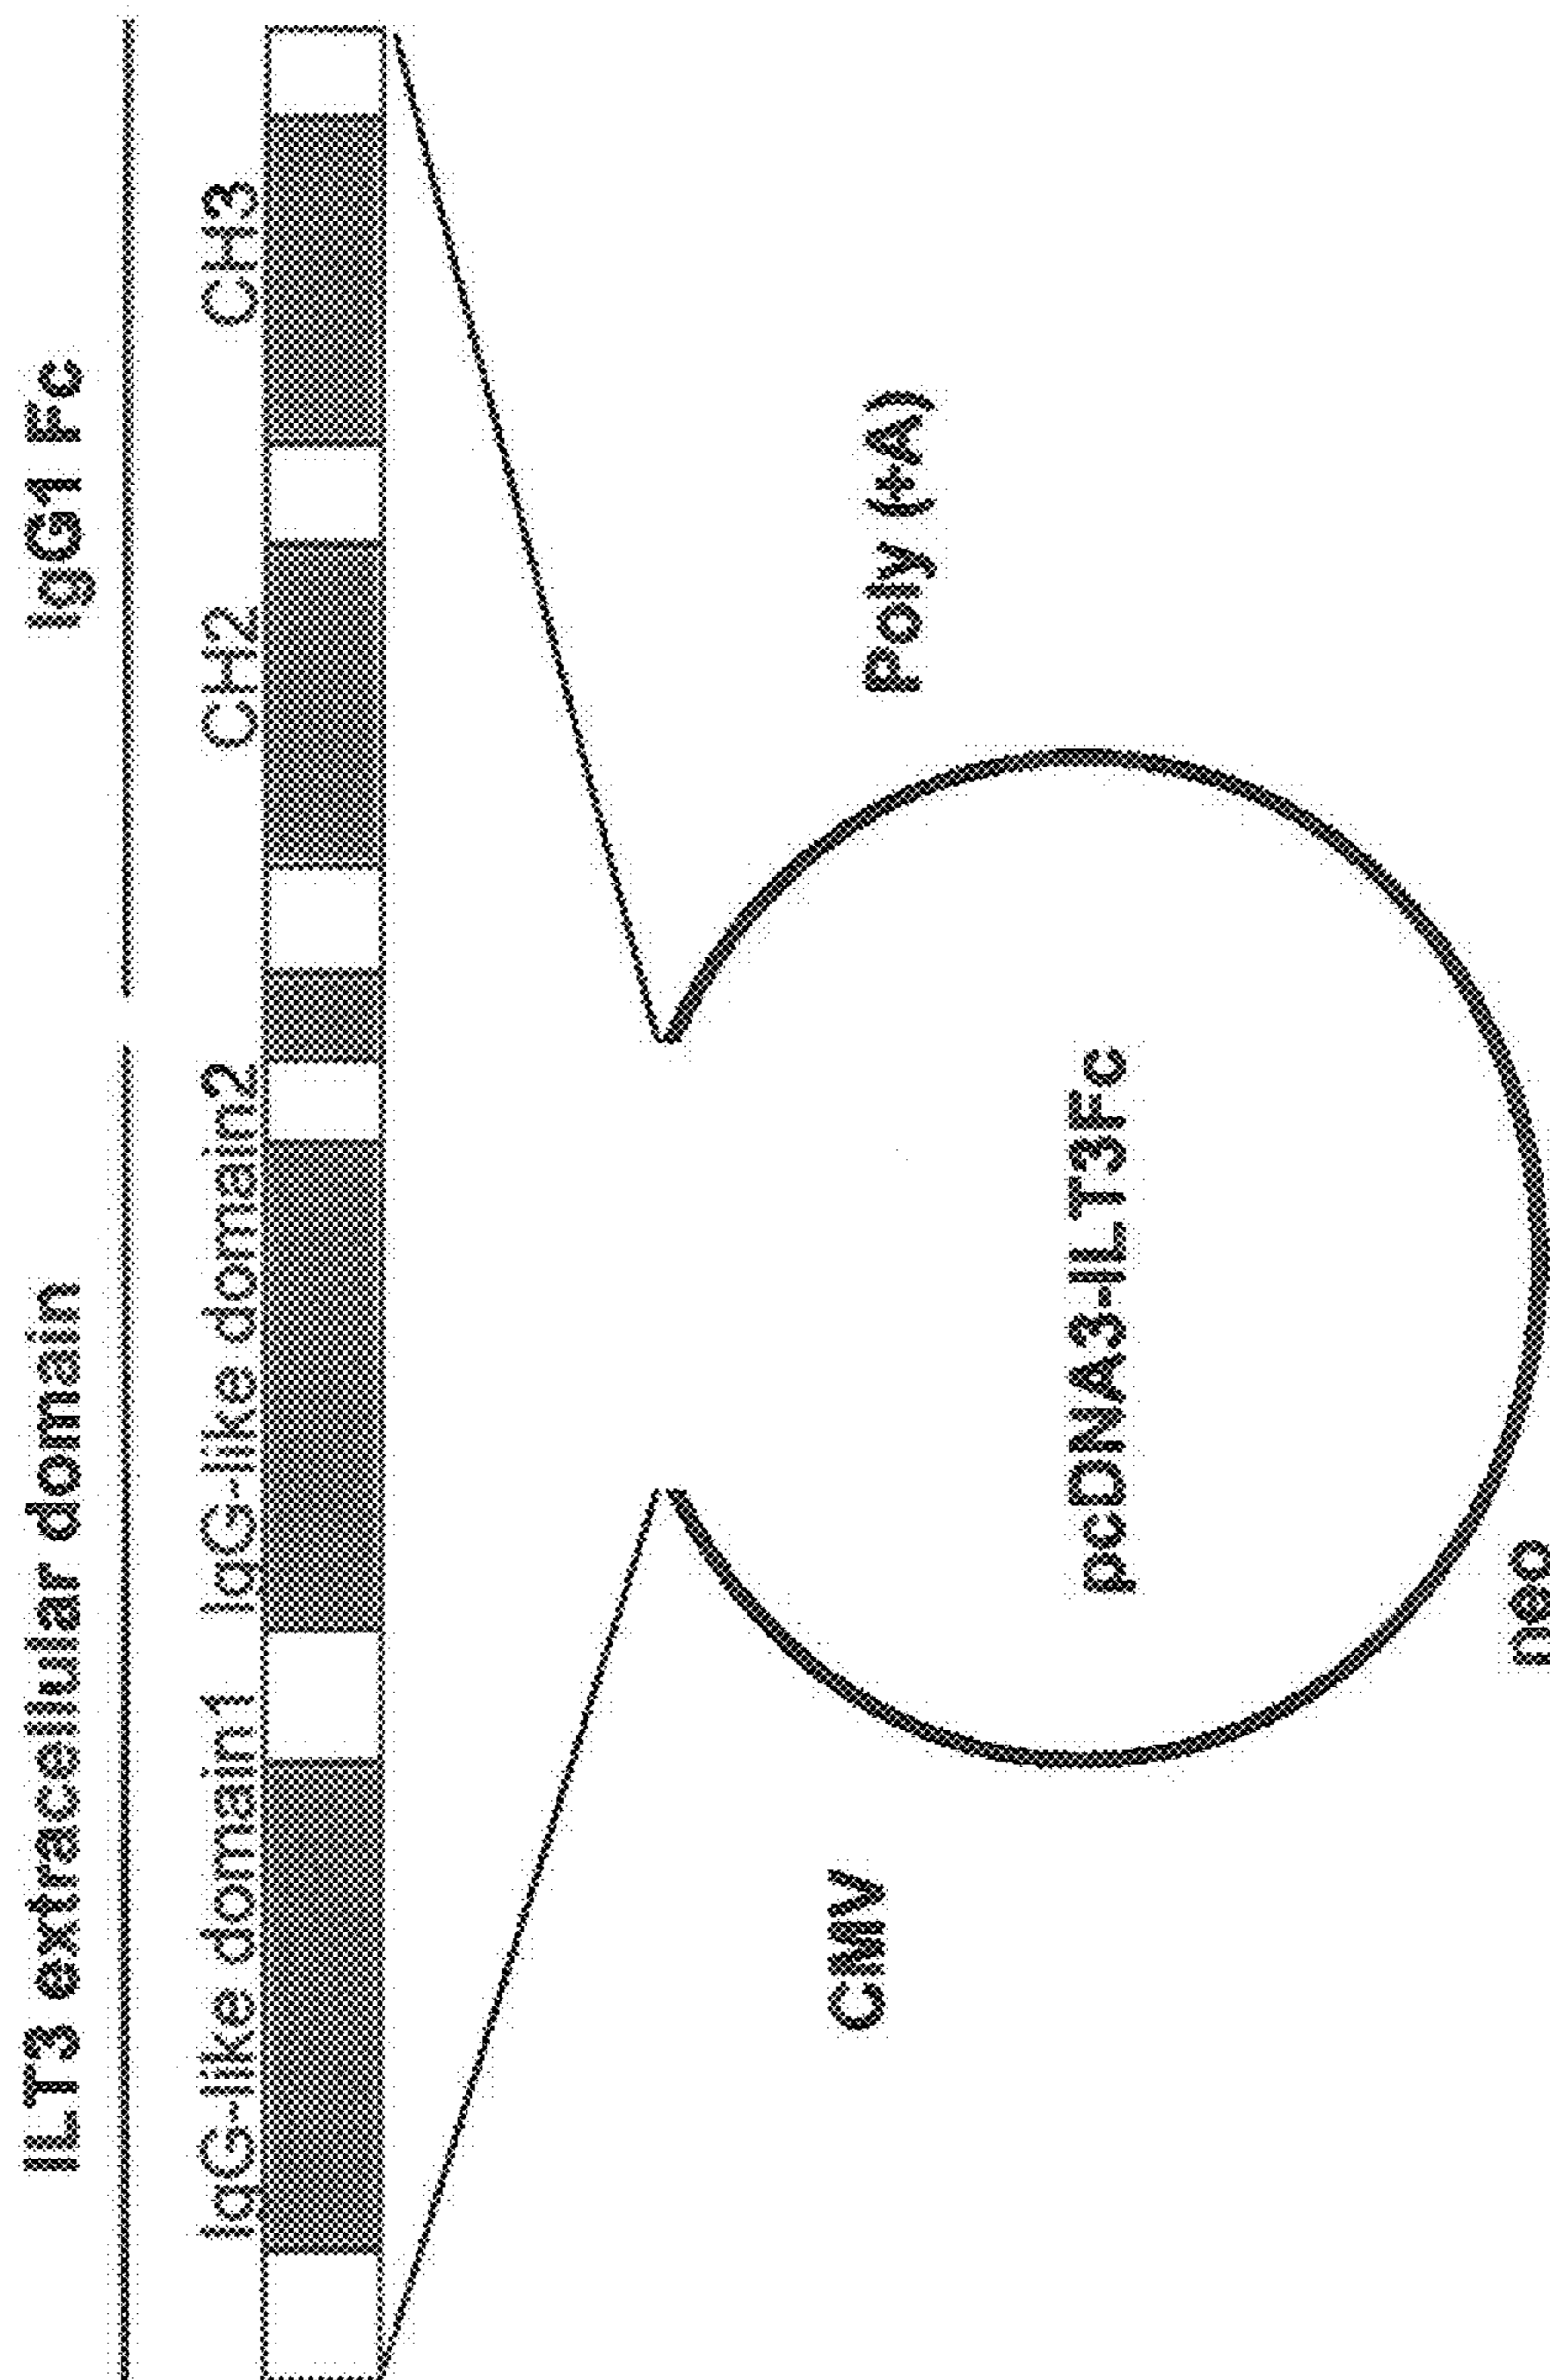 ILT3 extracellular domain
IgG1 Fc
IgG-like domain1
IgG-like domain2
CH2
CH3
CMV
Poly (+A)
pcDNA3-ILT3Fc
neo